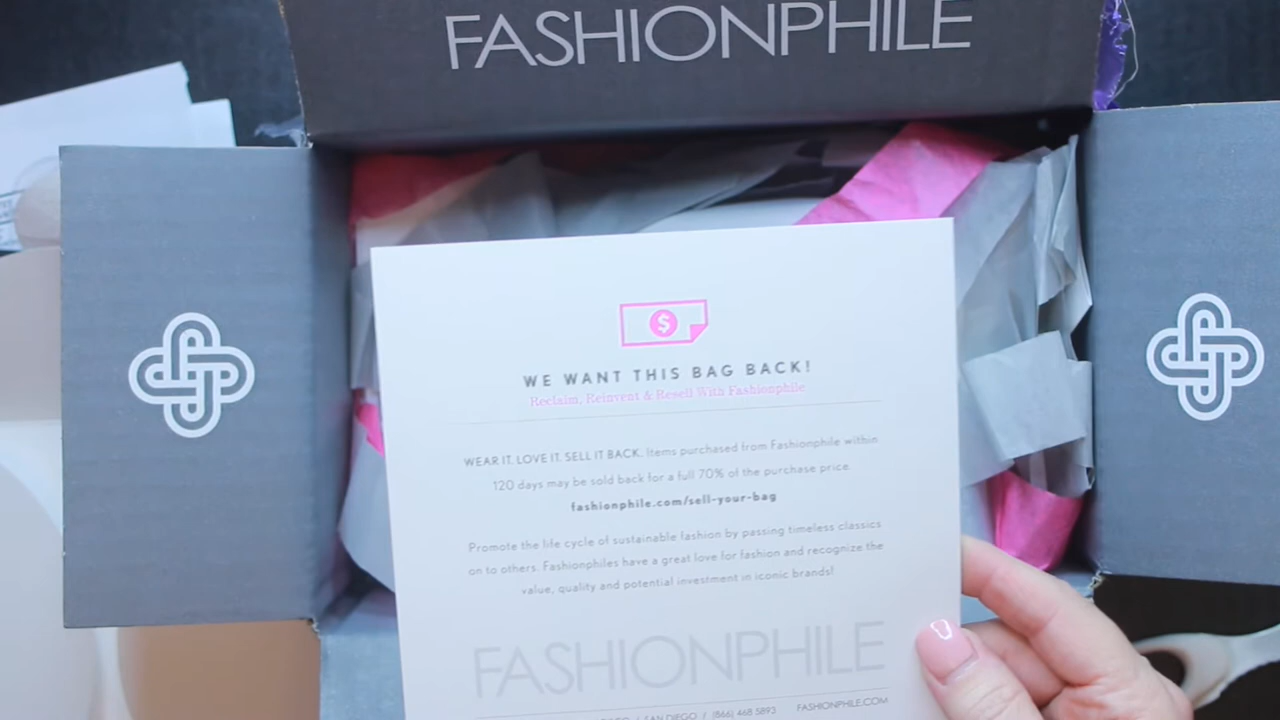 FASHIONPHILE
$
WE WANT THIS BAG BACK!
Reclaim, Reinvent & Resell With Fashionphile
WEAR IT. LOVE IT. SELL IT BACK. Items purchased from Fashionphile within
120 days may be sold back for a full 70% of the purchase price.
fashionphile.com/sell-your-bag
Promote the life cycle of sustainable fashion by passing timeless classics
on to others. Fashionphiles have a great love for fashion and recognize the
value, quality and potential investment in iconic brands!
FASHIONPHILE
/ SAN DIEGO / (866) 468 5893 FASHIONPHILE.COM